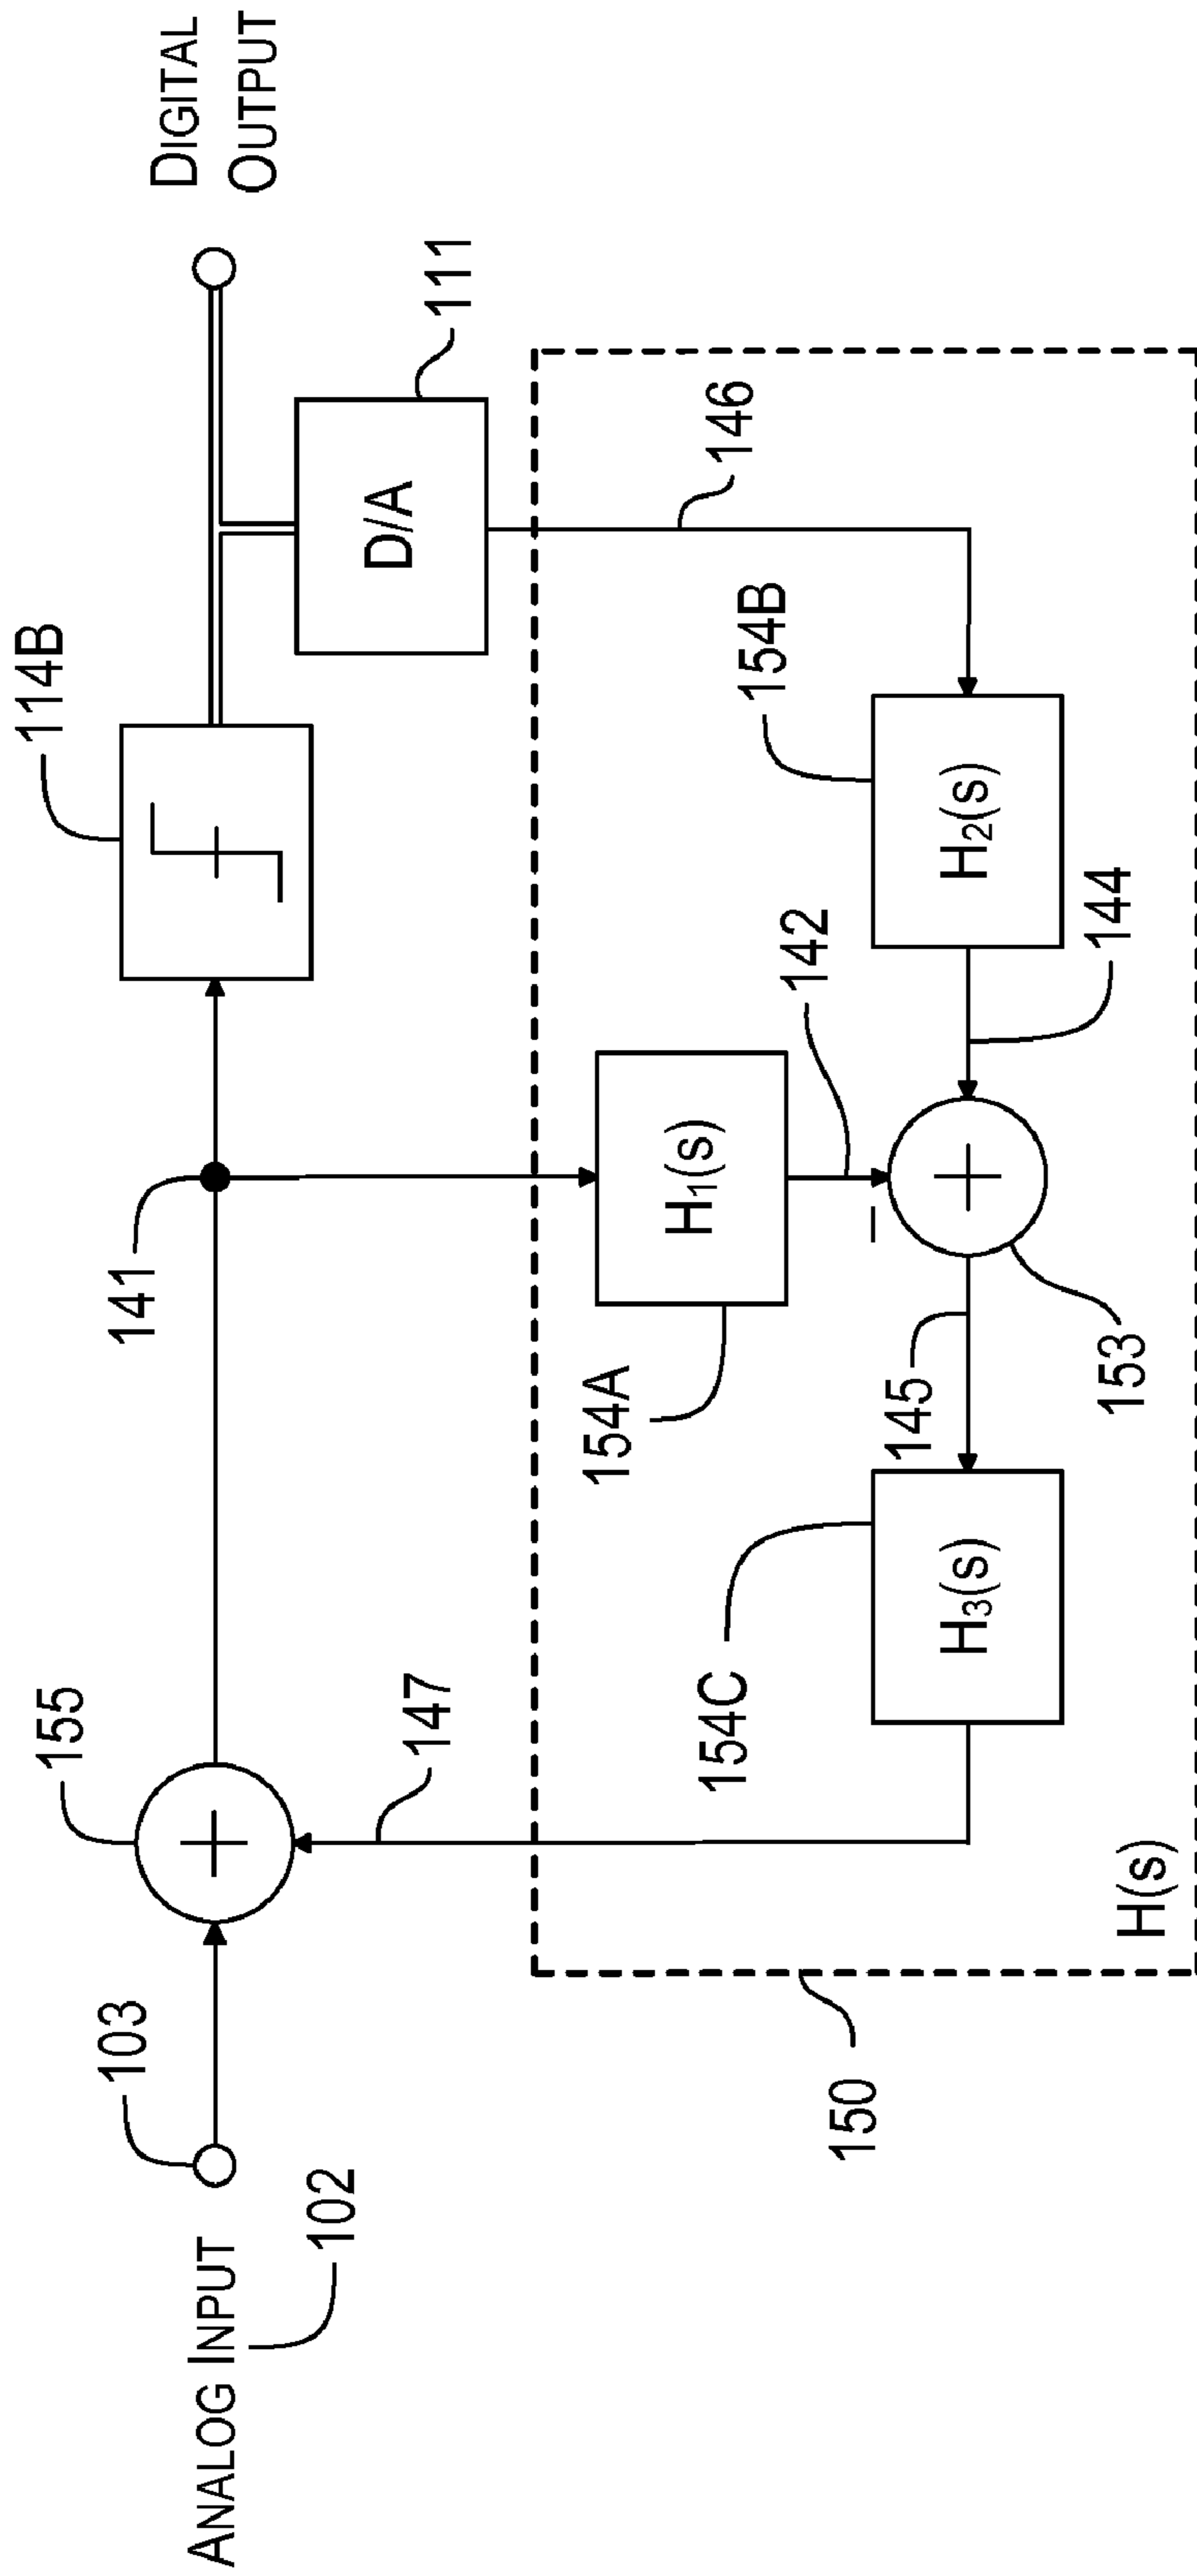 ANALOG INPUT
102
103
155
141
114B
DIGITAL
OUTPUT
D/A
111
147
146
154A
H₁(s)
142
154B
H₂(s)
144
145
153
154C
H₃(s)
–
+
+
H(s)
150